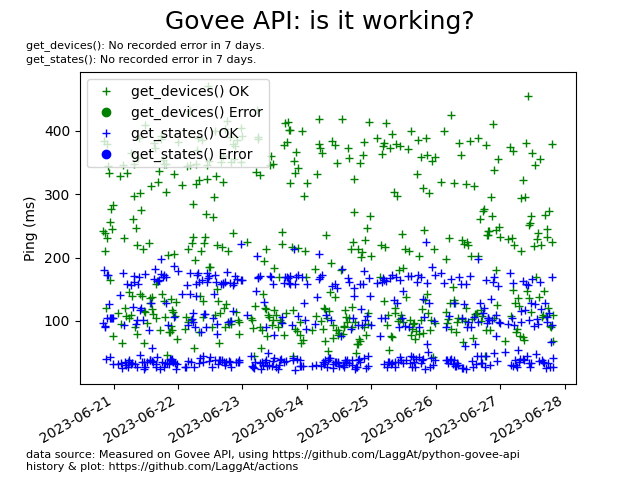 Govee API: is it working?
get_devices(): No recorded error in 7 days.
get_states(): No recorded error in 7 days.
get_devices() OK
get_devices() Error
get_states() OK
get_states() Error
Ping (ms)
400
300
200
100
2023-06-21
2023-06-22
2023-06-23
2023-06-24
2023-06-25
2023-06-26
2023-06-27
2023-06-28
data source: Measured on Govee API, using https://github.com/LaggAt/python-govee-api
history & plot: https://github.com/LaggAt/actions